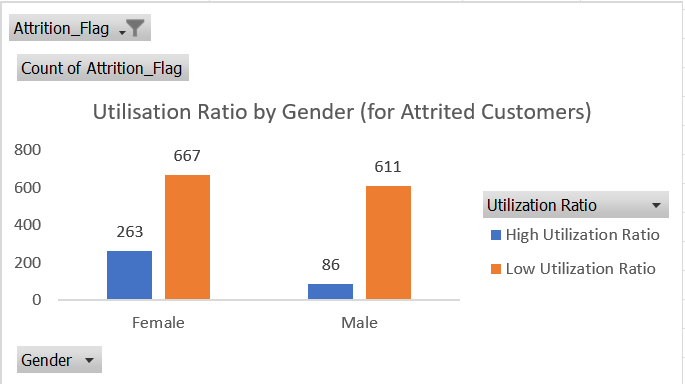 Attrition_Flag
Count of Attrition_Flag
Utilisation Ratio by Gender (for Attrited Customers)
800
600
400
200
0
263
667
86
611
Female
Male
Utilization Ratio
High Utilization Ratio
Low Utilization Ratio
Gender